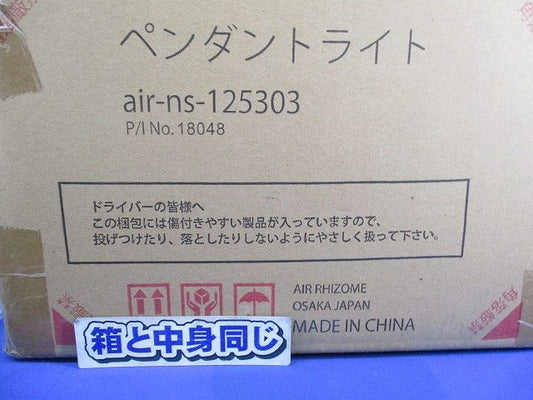 ペンダントライト
air-ns-125303
P/I No. 18048
ドライバーの皆様へ
この梱包には傷付きやすい製品が入っていますので、
投げつけたり、落としたりしないようにやさしく扱って下さい。
AIR RHIZOME
OSAKA JAPAN
MADE IN CHINA
箱と中身同じ